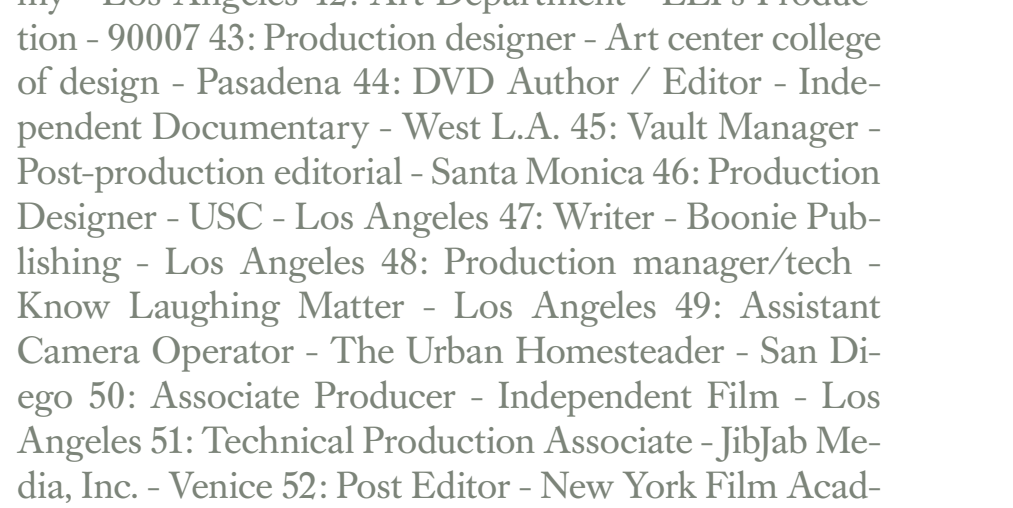 tion - 90007 43: Production designer - Art center college
of design - Pasadena 44: DVD Author / Editor - Inde-
pendent Documentary - West L.A. 45: Vault Manager -
Post-production editorial - Santa Monica 46: Production
Designer - USC - Los Angeles 47: Writer - Boonie Pub-
lishing - Los Angeles 48: Production manager/tech -
Know Laughing Matter - Los Angeles 49: Assistant
Camera Operator - The Urban Homesteader - San Di-
ego 50: Associate Producer - Independent Film - Los
Angeles 51: Technical Production Associate - JibJab Me-
dia, Inc. - Venice 52: Post Editor - New York Film Acad-